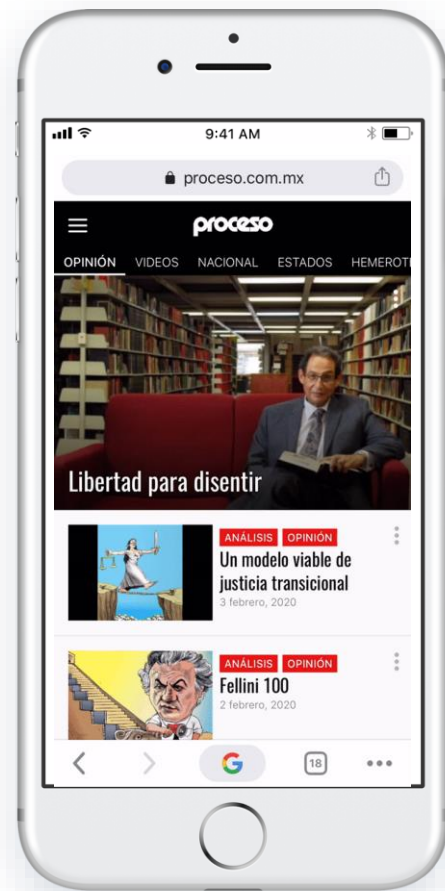 9:41 AM
proceso.com.mx
proceso
OPINIÓN VIDEOS NACIONAL ESTADOS HEMEROT
Libertad para disentir
ANÁLISIS OPINIÓN
Un modelo viable de
justicia transicional
3 febrero, 2020
ANÁLISIS OPINIÓN
Fellini 100
2 febrero, 2020
G
18